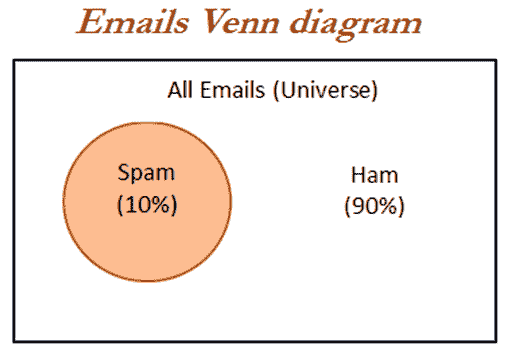 Emails Venn diagram
All Emails (Universe)
Spam
(10%)
Ham
(90%)